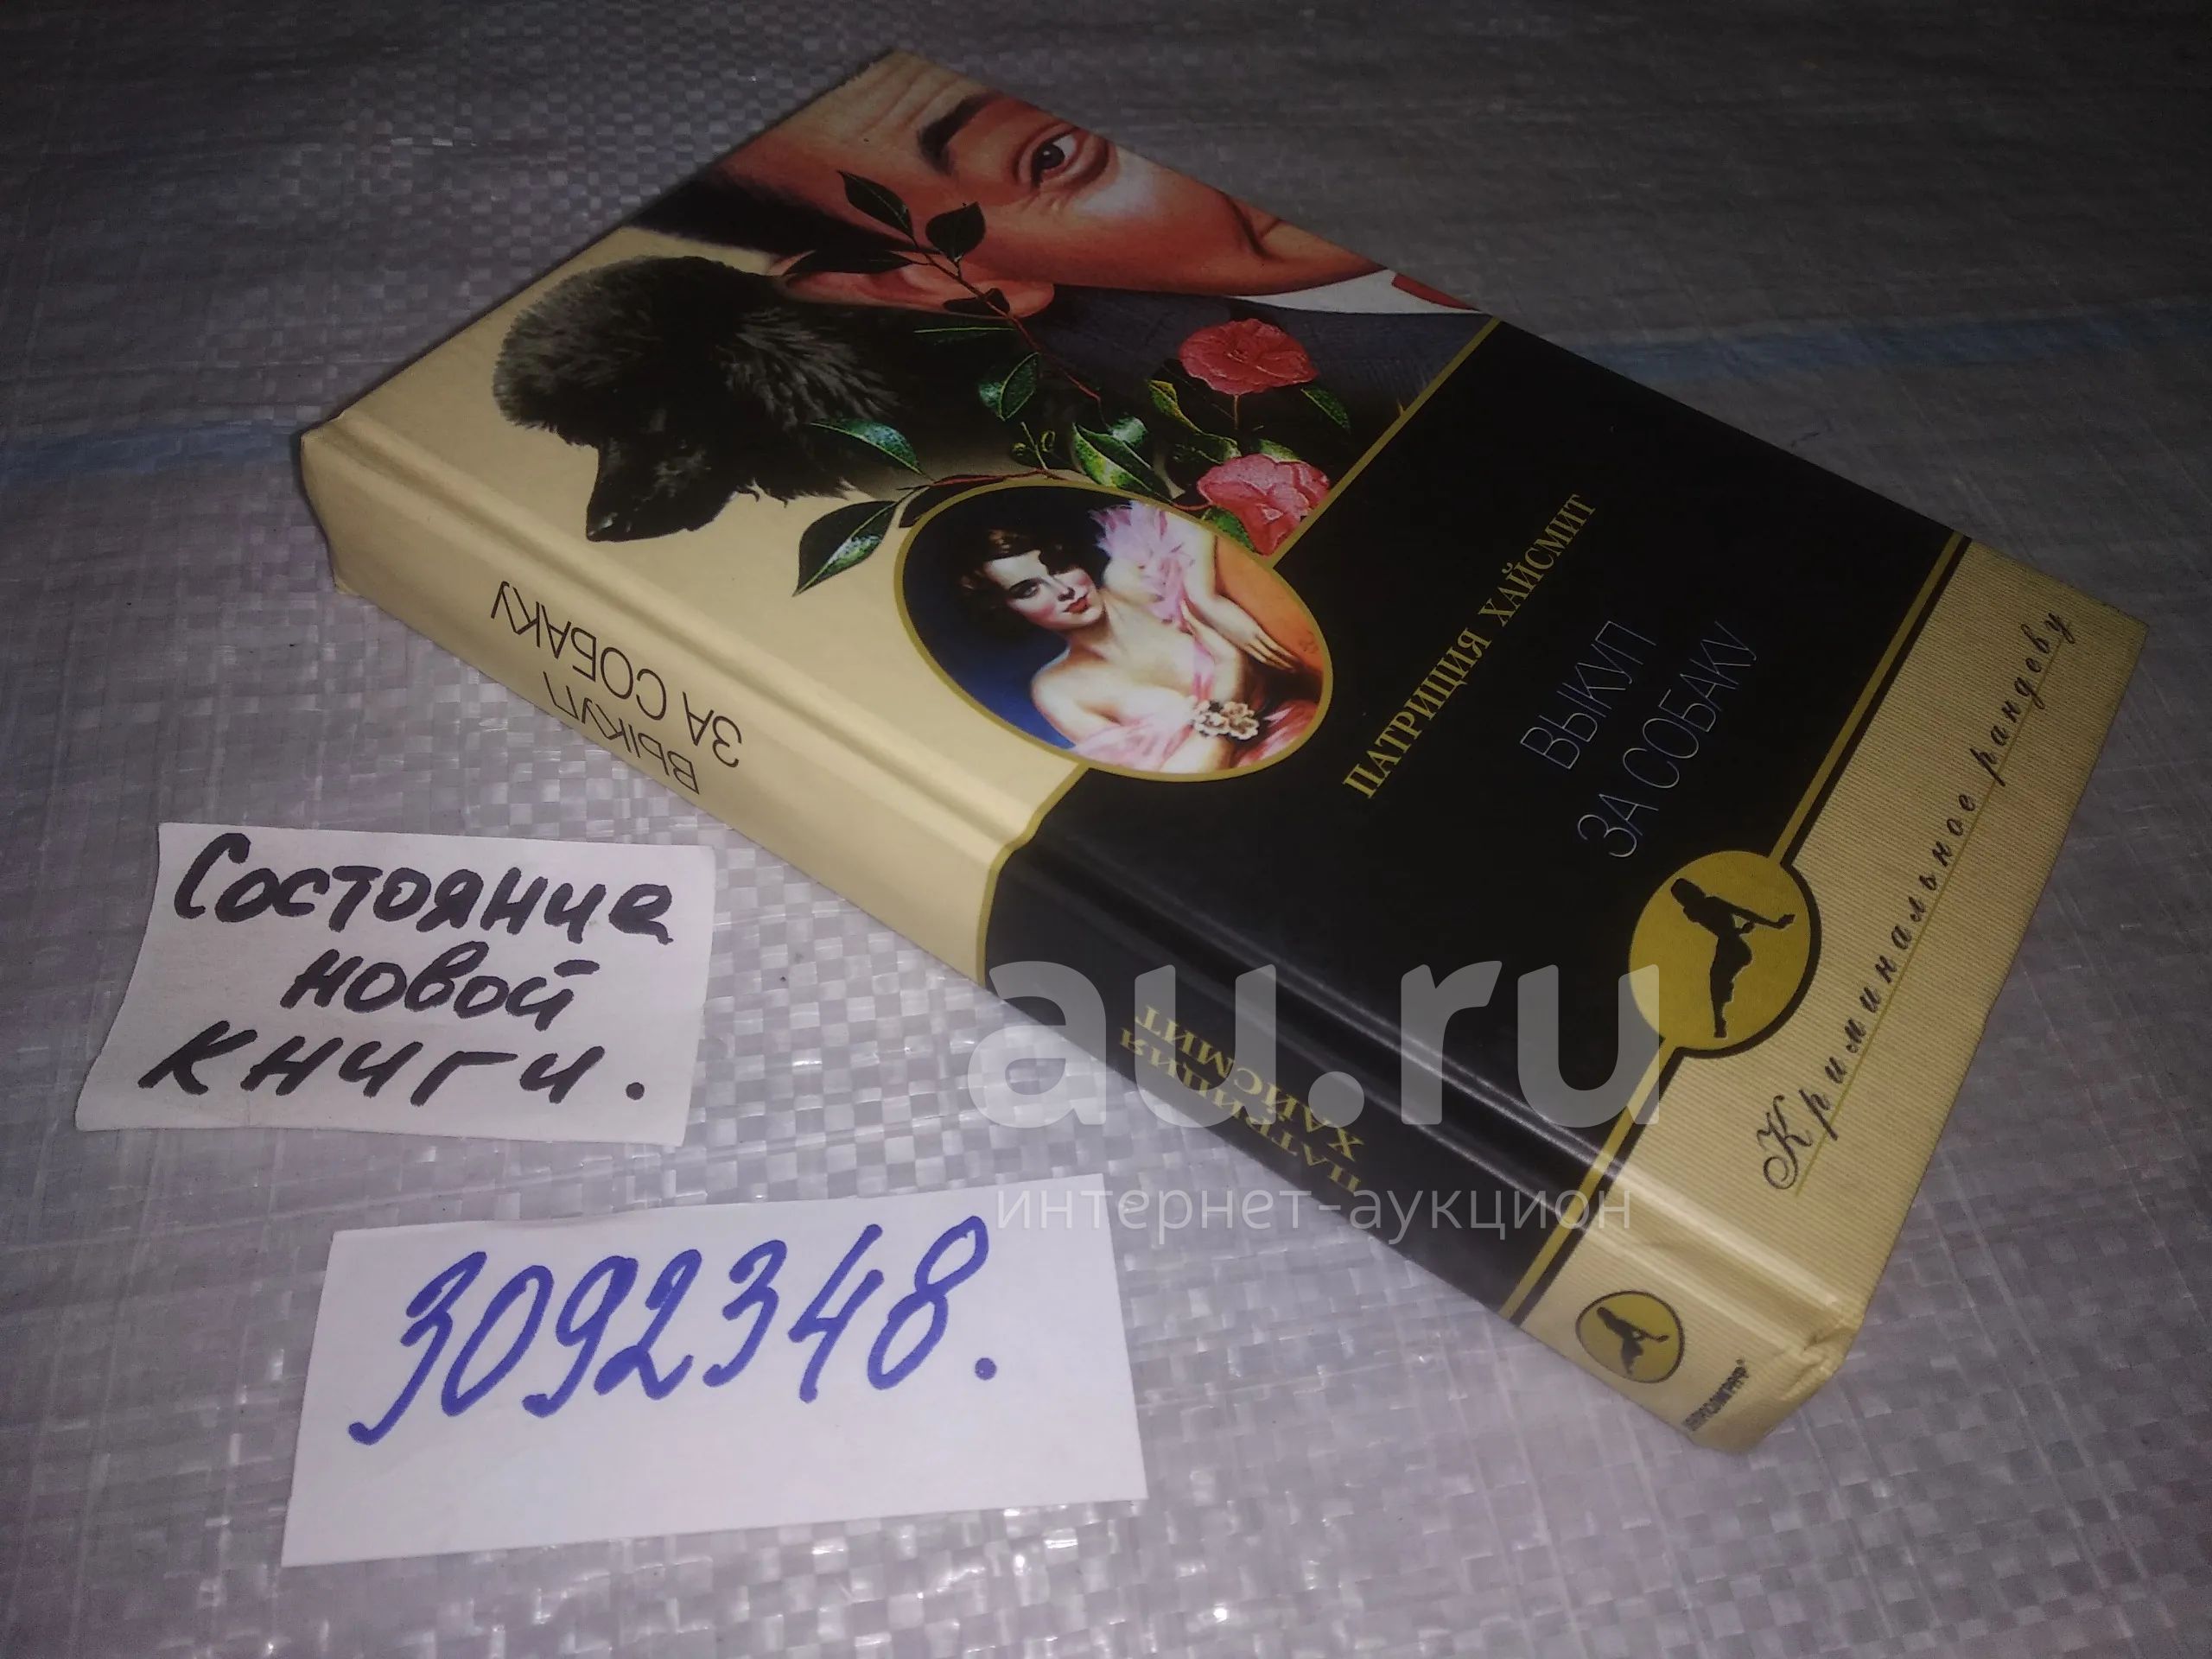 ПАТРИЦИЯ ХАЙСМИТ
ВЫКУП
ЗА СОБАКУ
Криминальное рандеву
ВЫКУП
ЗА СОБАКУ
ПАТРИЦИЯ
ХАЙСМИТ
Состояние
новой
книги.
3092348.
au.ru
интернет-аукцион